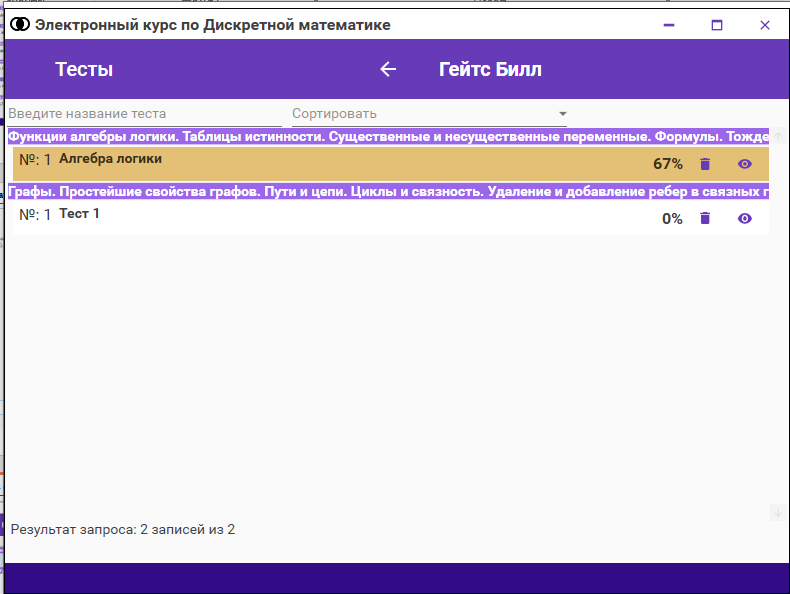 Электронный курс по Дискретной математике
Тесты
Гейтс Билл
Введите название теста
Сортировать
Функции алгебры логики. Таблицы истинности. Существенные и несущественные переменные. Формулы. Тожде
№: 1 Алгебра логики 67%
Графы. Простейшие свойства графов. Пути и цепи. Циклы и связность. Удаление и добавление ребер в связных г
№: 1 Тест 1 0%
Результат запроса: 2 записей из 2